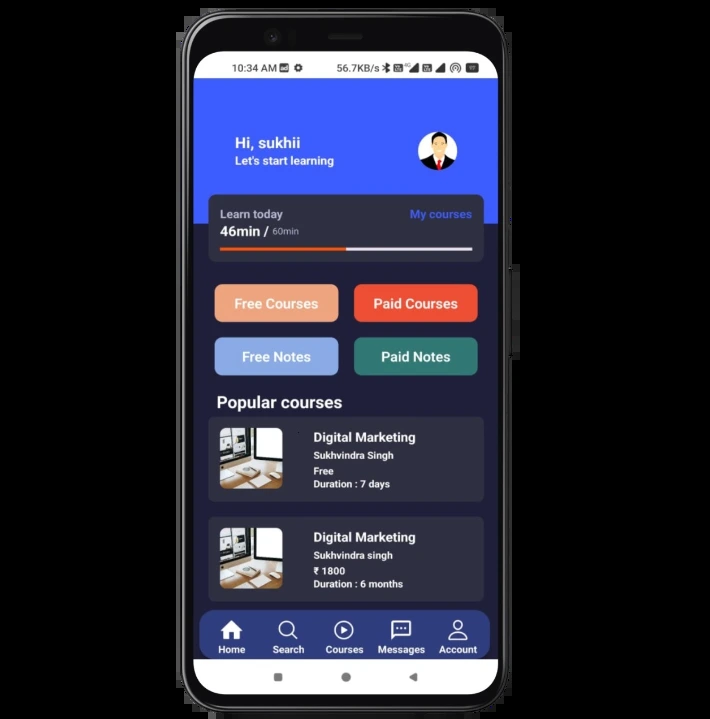 10:34 AM
56.7KB/s
Hi, sukhii
Let's start learning
Learn today
My courses
46min / 60min
Free Courses
Paid Courses
Free Notes
Paid Notes
Popular courses
Digital Marketing
Sukhvindra Singh
Free
Duration : 7 days
Digital Marketing
Sukhvindra singh
₹ 1800
Duration : 6 months
Home
Search
Courses
Messages
Account